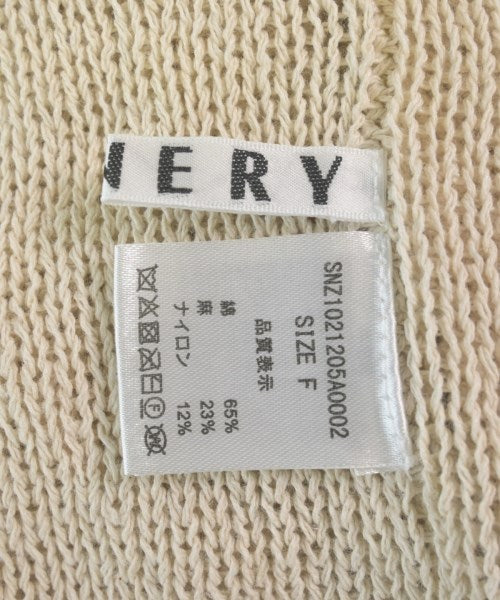 NERY
SNZ1021205A0002
SIZE F
品質表示
綿 65%
麻 23%
ナイロン 12%